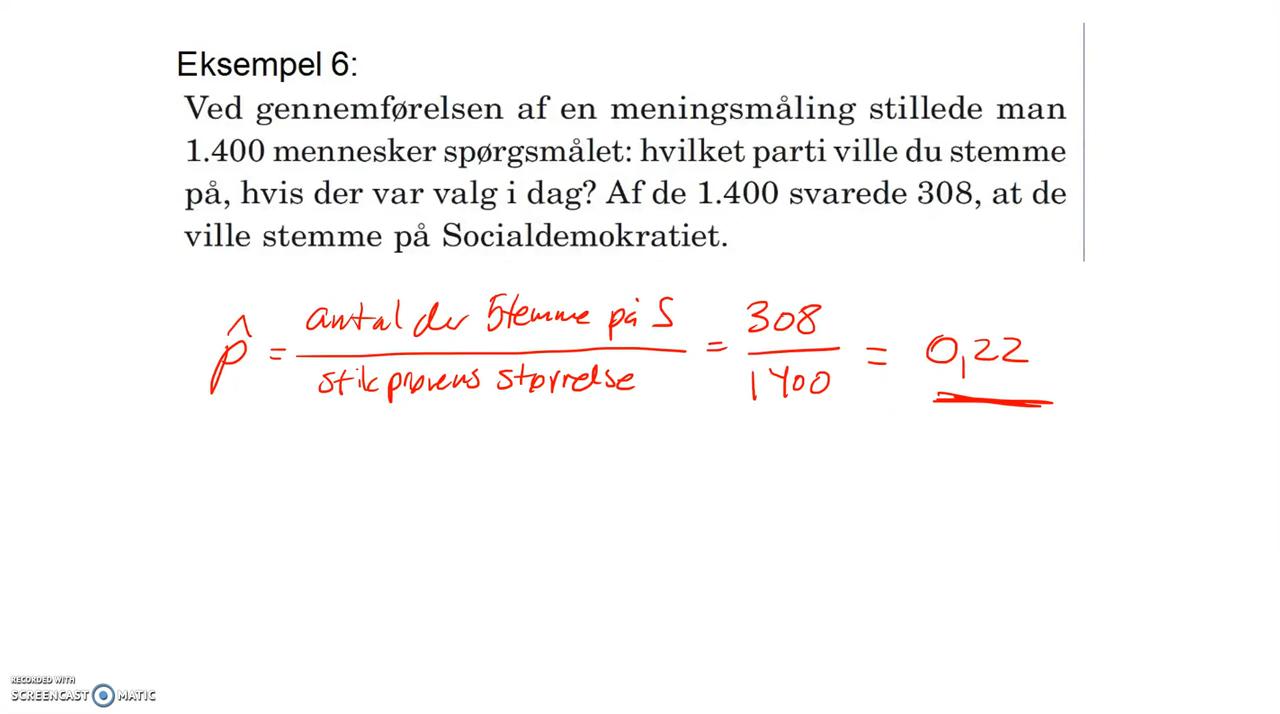 Eksempel 6:
Ved gennemførelsen af en meningsmåling stillede man
1.400 mennesker spørgsmålet: hvilket parti ville du stemme
på, hvis der var valg i dag? Af de 1.400 svarede 308, at de
ville stemme på Socialdemokratiet.
p̂ = antal der stemme på S / stikprøvens størrelse = 308 / 1400 = 0,22
RECORDED WITH
SCREENCAST MATIC